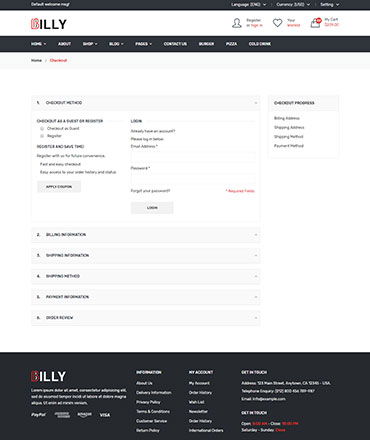 Default welcome msg!
Language: (ENG)
Currency: (USD)
Setting
BILLY
Register
or Sign in
Your
Wishlist
My Cart
HOME
ABOUT
SHOP
BLOG
PAGES
CONTACT US
BURGER
PIZZA
COLD DRINK
Home
Checkout
1. CHECKOUT METHOD
CHECKOUT AS A GUEST OR REGISTER
Checkout as Guest
Register
REGISTER AND SAVE TIME!
Register with us for future convenience.
Fast and easy checkout
Easy access to your order history and status
APPLY COUPON
LOGIN
Already have an account?
Please log in below.
Email Address *
Password *
Forgot your password?
* Required Fields
LOGIN
2. BILLING INFORMATION
3. SHIPPING INFORMATION
4. SHIPPING METHOD
5. PAYMENT INFORMATION
6. ORDER REVIEW
CHECKOUT PROGRESS
Billing Address
Shipping Address
Shipping Method
Payment Method
BILLY
Lorem ipsum dolor sit amet, consectetur adipisicing elit, sed do eiusmod tempor incididunt ut labore et dolore magna aliqua. Ut enim ad minim veniam.
PayPal
amazon
VISA
INFORMATION
About Us
Delivery Information
Privacy Policy
Terms & Conditions
Customer Service
Return Policy
MY ACCOUNT
My Account
Order History
Wish List
Newsletter
Order History
International Orders
GET IN TOUCH
Address: 123 Main Street, Anytown, CA 12345 - USA.
Telephone Enquiry: (012) 800 456 789-987
Email: info@example.com
GET IN TOUCH
Open: 8:00 AM - Close: 18:00 PM
Saturday - Sunday: Close